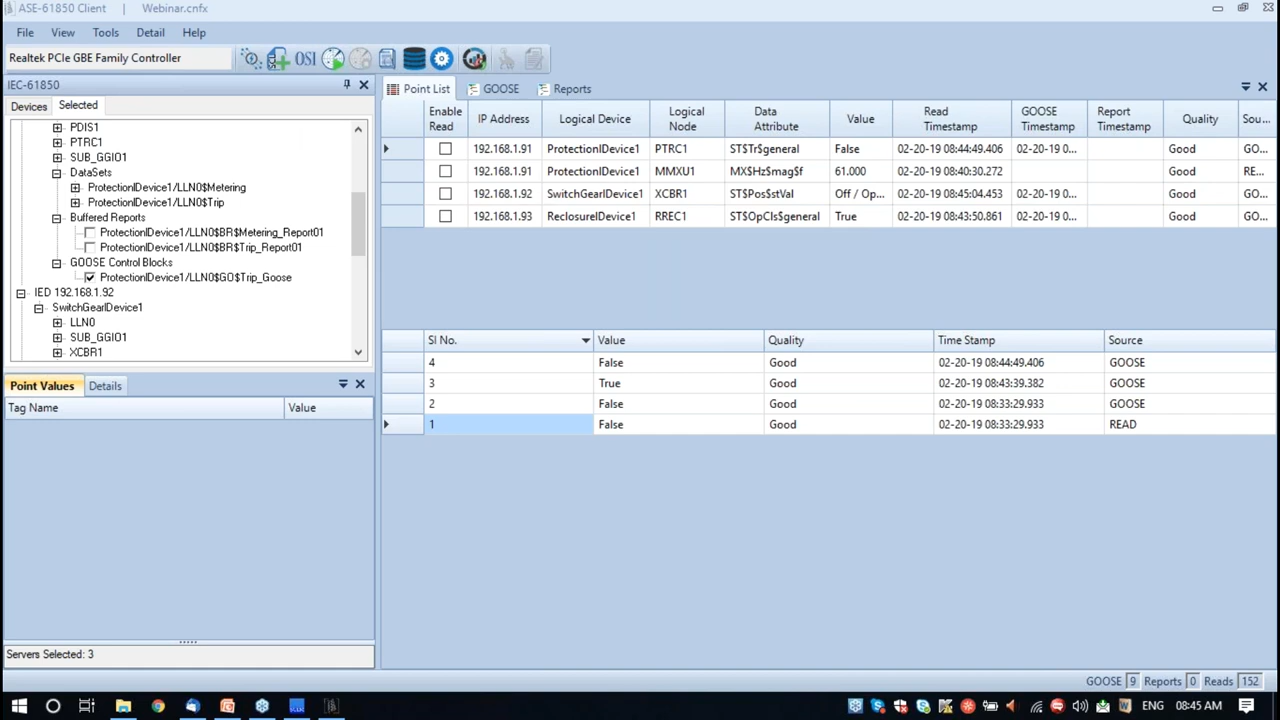 ASE-61850 Client | Webinar.cnfx
File View Tools Detail Help
Realtek PCIe GBE Family Controller OSI
IEC-61850
Devices Selected
PDIS1
PTRC1
SUB_GGIO1
DataSets
ProtectionIDevice1/LLN0$Metering
ProtectionIDevice1/LLN0$Trip
Buffered Reports
ProtectionIDevice1/LLN0$BR$Metering_Report01
ProtectionIDevice1/LLN0$BR$Trip_Report01
GOOSE Control Blocks
ProtectionIDevice1/LLN0$GO$Trip_Goose
IED 192.168.1.92
SwitchGearIDevice1
LLN0
SUB_GGIO1
XCBR1
Point Values Details
Tag Name Value
Servers Selected: 3
Point List GOOSE Reports
Enable Read IP Address Logical Device Logical Node Data Attribute Value Read Timestamp GOOSE Timestamp Report Timestamp Quality Sou...
192.168.1.91 ProtectionIDevice1 PTRC1 ST$Tr$general False 02-20-19 08:44:49.406 02-20-19 0... Good GO...
192.168.1.91 ProtectionIDevice1 MMXU1 MX$Hz$mag$f 61.000 02-20-19 08:40:30.272 Good RE...
192.168.1.92 SwitchGearIDevice1 XCBR1 ST$Pos$stVal Off / Op... 02-20-19 08:45:04.453 02-20-19 0... Good GO...
192.168.1.93 ReclosureIDevice1 RREC1 ST$OpCls$general True 02-20-19 08:43:50.861 02-20-19 0... Good GO...
Sl No. Value Quality Time Stamp Source
4 False Good 02-20-19 08:44:49.406 GOOSE
3 True Good 02-20-19 08:43:39.382 GOOSE
2 False Good 02-20-19 08:33:29.933 GOOSE
1 False Good 02-20-19 08:33:29.933 READ
GOOSE 9 Reports 0 Reads 152
ENG 08:45 AM